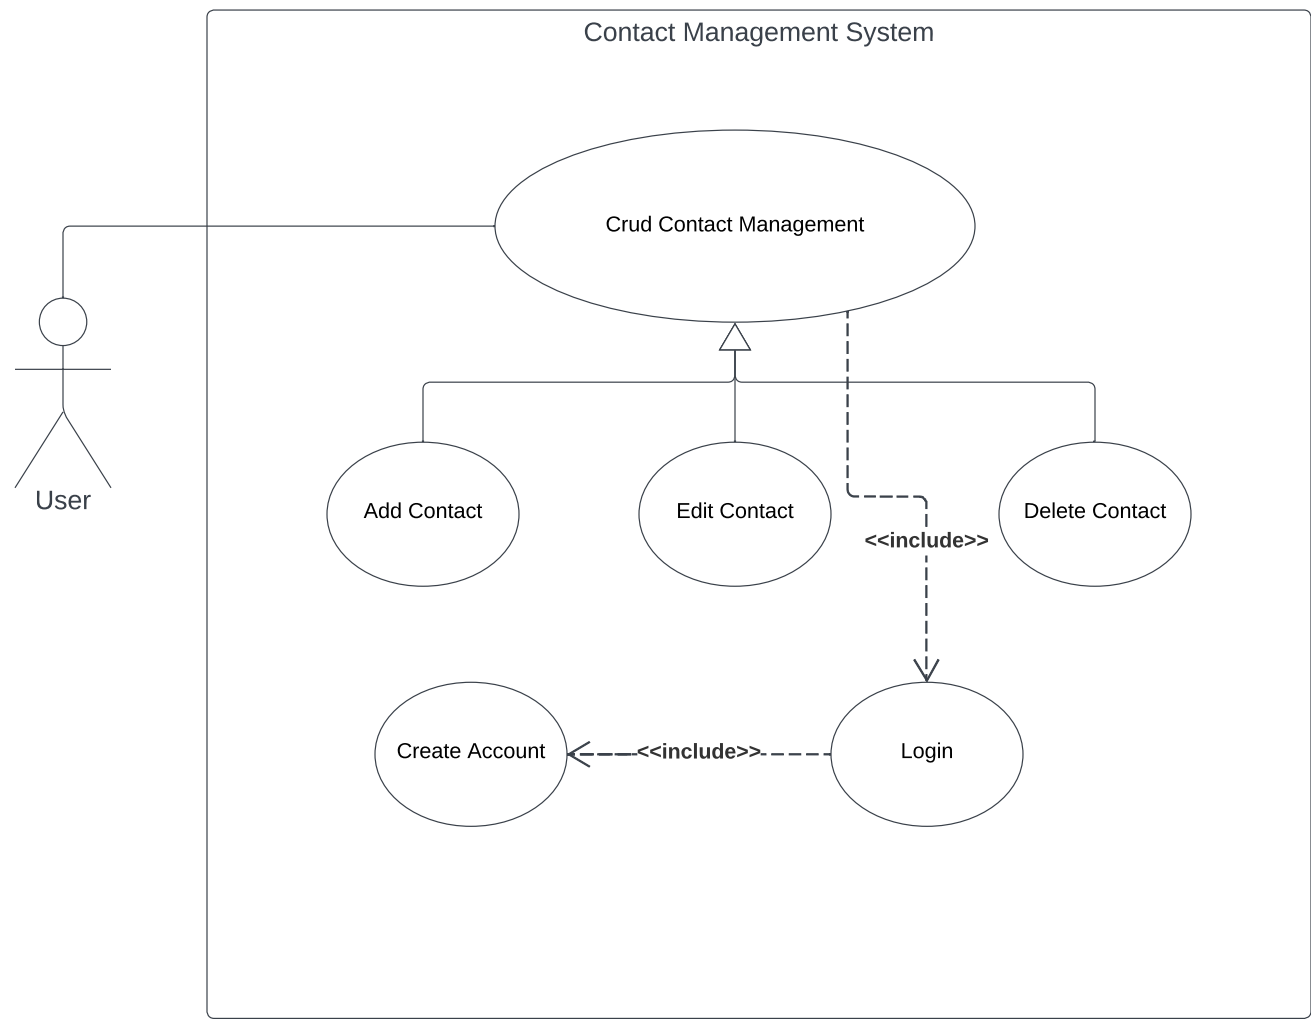 Contact Management System
Crud Contact Management
User
Add Contact
Edit Contact
Delete Contact
<<include>>
Create Account
<<include>>
Login